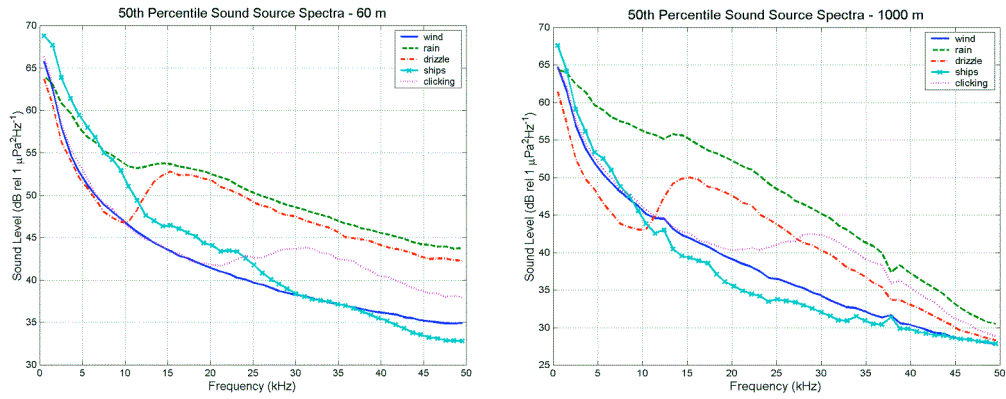 50th Percentile Sound Source Spectra - 60 m
Sound Level (dB rel 1 μPa²Hz⁻¹)
70
65
60
55
50
45
40
35
30
wind
rain
drizzle
ships
clicking
0 5 10 15 20 25 30 35 40 45 50
Frequency (kHz)
50th Percentile Sound Source Spectra - 1000 m
Sound Level (dB rel 1 μPa²Hz⁻¹)
70
65
60
55
50
45
40
35
30
25
wind
rain
drizzle
ships
clicking
0 5 10 15 20 25 30 35 40 45 50
Frequency (kHz)